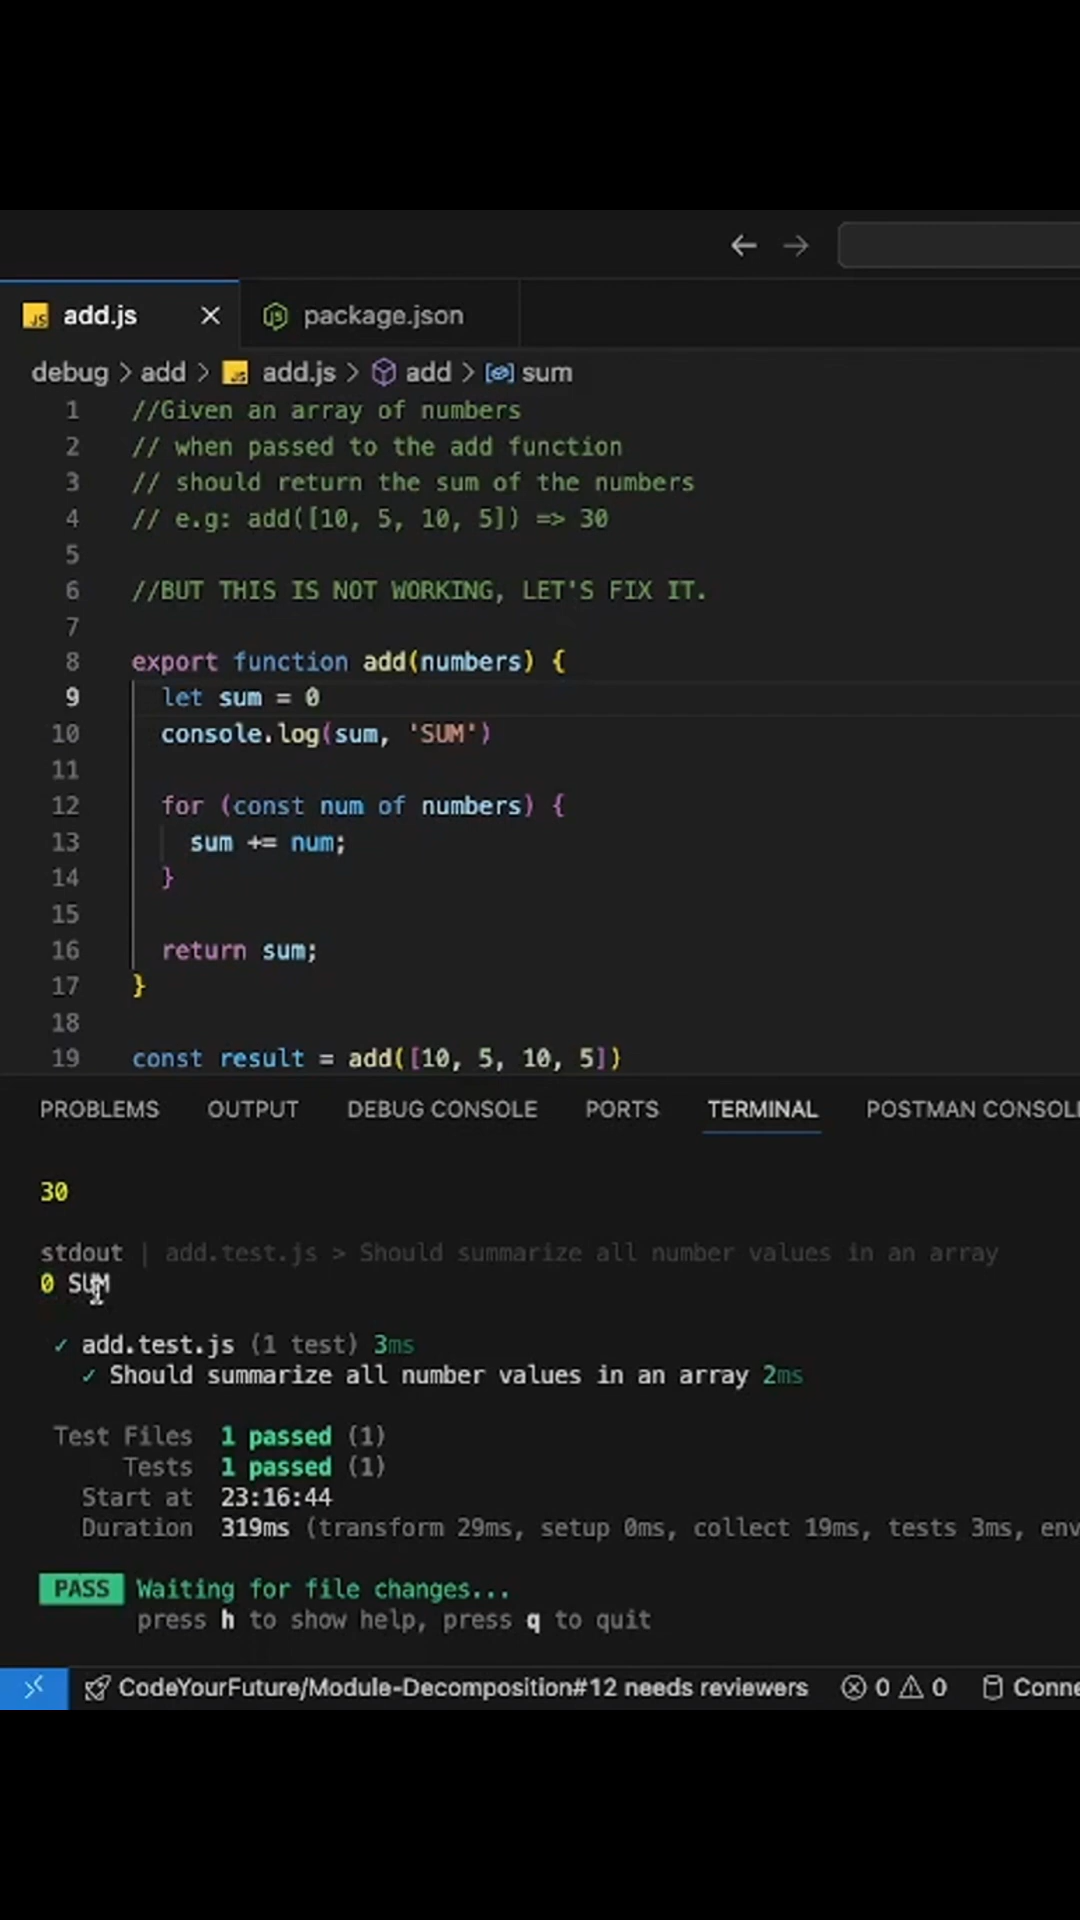 add.js
package.json
debug > add > add.js > add > sum
1 //Given an array of numbers
2 // when passed to the add function
3 // should return the sum of the numbers
4 // e.g: add([10, 5, 10, 5]) => 30
5
6 //BUT THIS IS NOT WORKING, LET'S FIX IT.
7
8 export function add(numbers) {
9 let sum = 0
10 console.log(sum, 'SUM')
11
12 for (const num of numbers) {
13 sum += num;
14 }
15
16 return sum;
17 }
18
19 const result = add([10, 5, 10, 5])
PROBLEMS OUTPUT DEBUG CONSOLE PORTS TERMINAL POSTMAN CONSOL
30
stdout | add.test.js > Should summarize all number values in an array
0 SUM
✓ add.test.js (1 test) 3ms
✓ Should summarize all number values in an array 2ms
Test Files 1 passed (1)
Tests 1 passed (1)
Start at 23:16:44
Duration 319ms (transform 29ms, setup 0ms, collect 19ms, tests 3ms, env
PASS Waiting for file changes...
press h to show help, press q to quit
CodeYourFuture/Module-Decomposition#12 needs reviewers 0 0 Conne